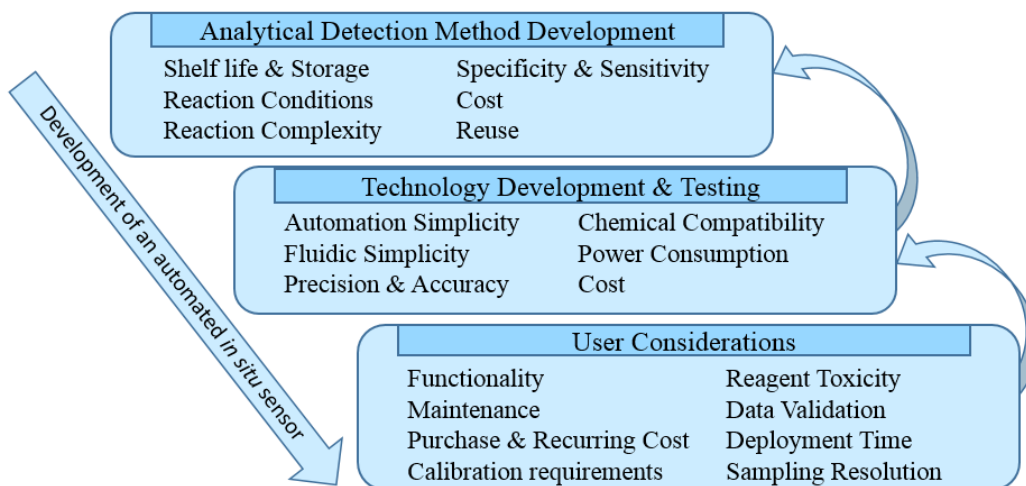 Analytical Detection Method Development
Shelf life & Storage
Specificity & Sensitivity
Reaction Conditions
Cost
Reaction Complexity
Reuse
Development of an automated in situ sensor
Technology Development & Testing
Automation Simplicity
Chemical Compatibility
Fluidic Simplicity
Power Consumption
Precision & Accuracy
Cost
User Considerations
Functionality
Reagent Toxicity
Maintenance
Data Validation
Purchase & Recurring Cost
Deployment Time
Calibration requirements
Sampling Resolution